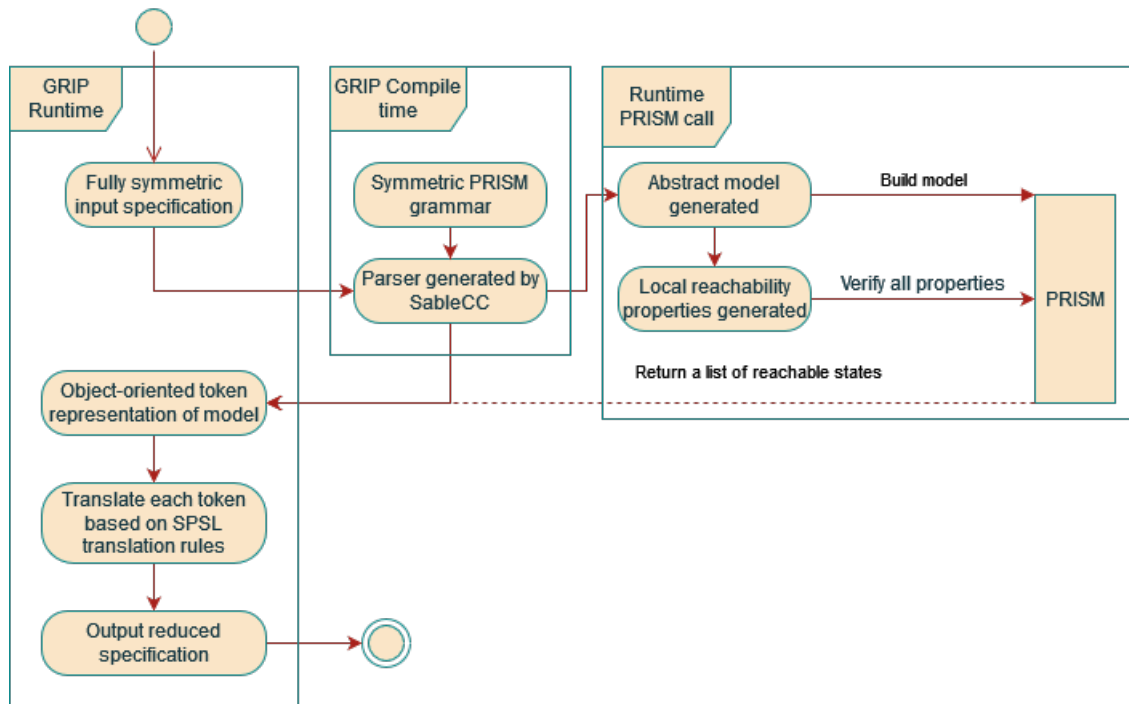 GRIP
Runtime
GRIP Compile
time
Runtime
PRISM call
Fully symmetric
input specification
Symmetric PRISM
grammar
Abstract model
generated
Build model
Parser generated by
SableCC
Local reachability
properties generated
Verify all properties
PRISM
Return a list of reachable states
Object-oriented token
representation of model
Translate each token
based on SPSL
translation rules
Output reduced
specification